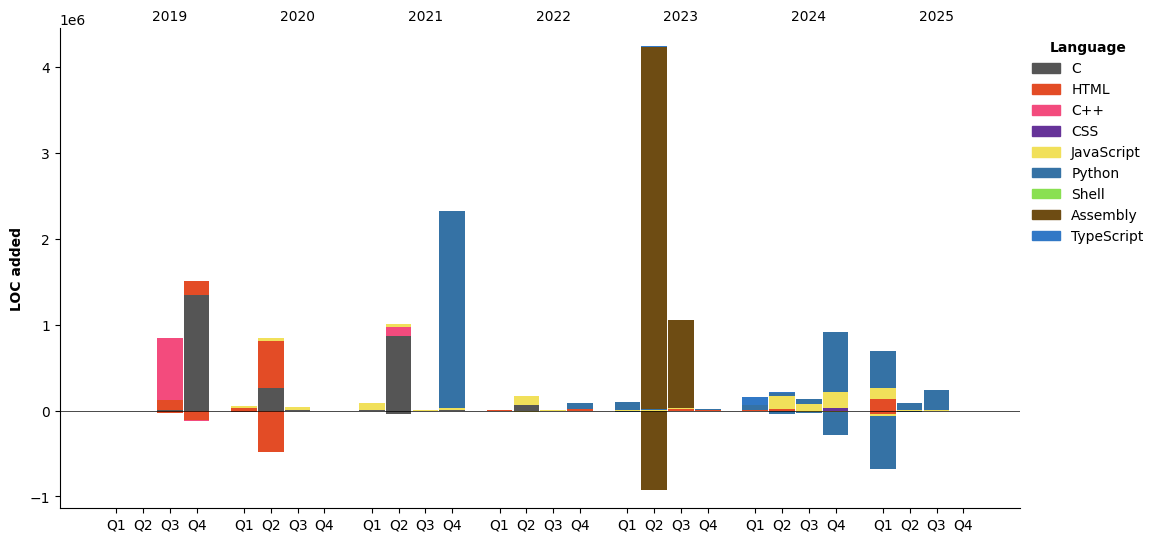 1e6
2019 2020 2021 2022 2023 2024 2025
Language
C
HTML
C++
CSS
JavaScript
Python
Shell
Assembly
TypeScript
LOC added
4
3
2
1
0
−1
Q1 Q2 Q3 Q4 Q1 Q2 Q3 Q4 Q1 Q2 Q3 Q4 Q1 Q2 Q3 Q4 Q1 Q2 Q3 Q4 Q1 Q2 Q3 Q4 Q1 Q2 Q3 Q4